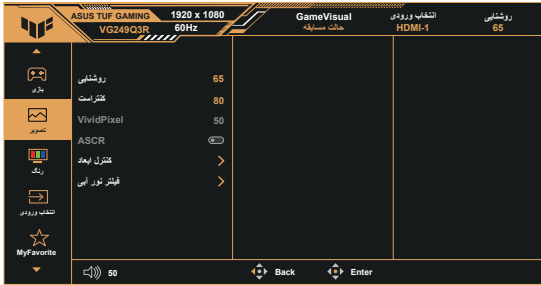 ASUS TUF GAMING
VG249Q3R
1920 x 1080
60Hz
GameVisual
حالت مسابقه
انتخاب ورودی
HDMI-1
روشنایی
65
بازی
تصویر
رنگ
انتخاب ورودی
MyFavorite
روشنایی 65
کنتراست 80
VividPixel 50
ASCR
کنترل ابعاد >
فیلتر نور آبی >
50
Back
Enter